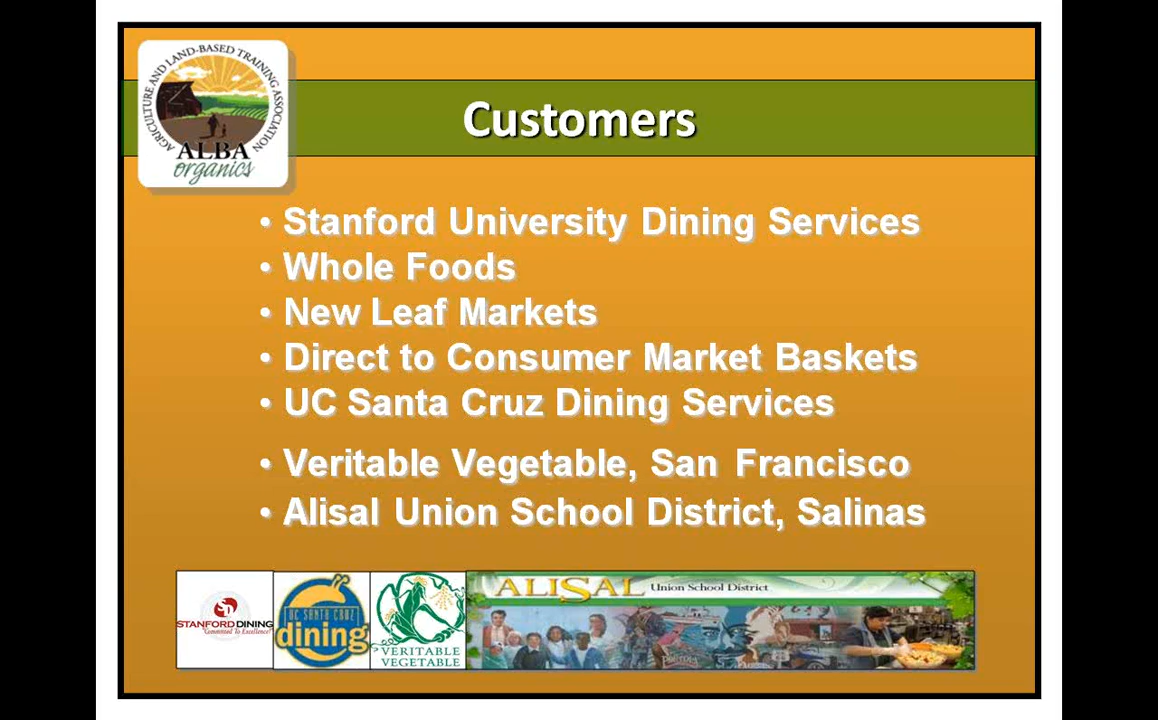 AGRICULTURE AND LAND-BASED TRAINING ASSOCIATION
ALBA
organics
Customers
• Stanford University Dining Services
• Whole Foods
• New Leaf Markets
• Direct to Consumer Market Baskets
• UC Santa Cruz Dining Services
• Veritable Vegetable, San Francisco
• Alisal Union School District, Salinas
STANFORD DINING
"Committed To Excellence!"
UC SANTA CRUZ
dining
VERITABLE
VEGETABLE
ALISAL Union School District